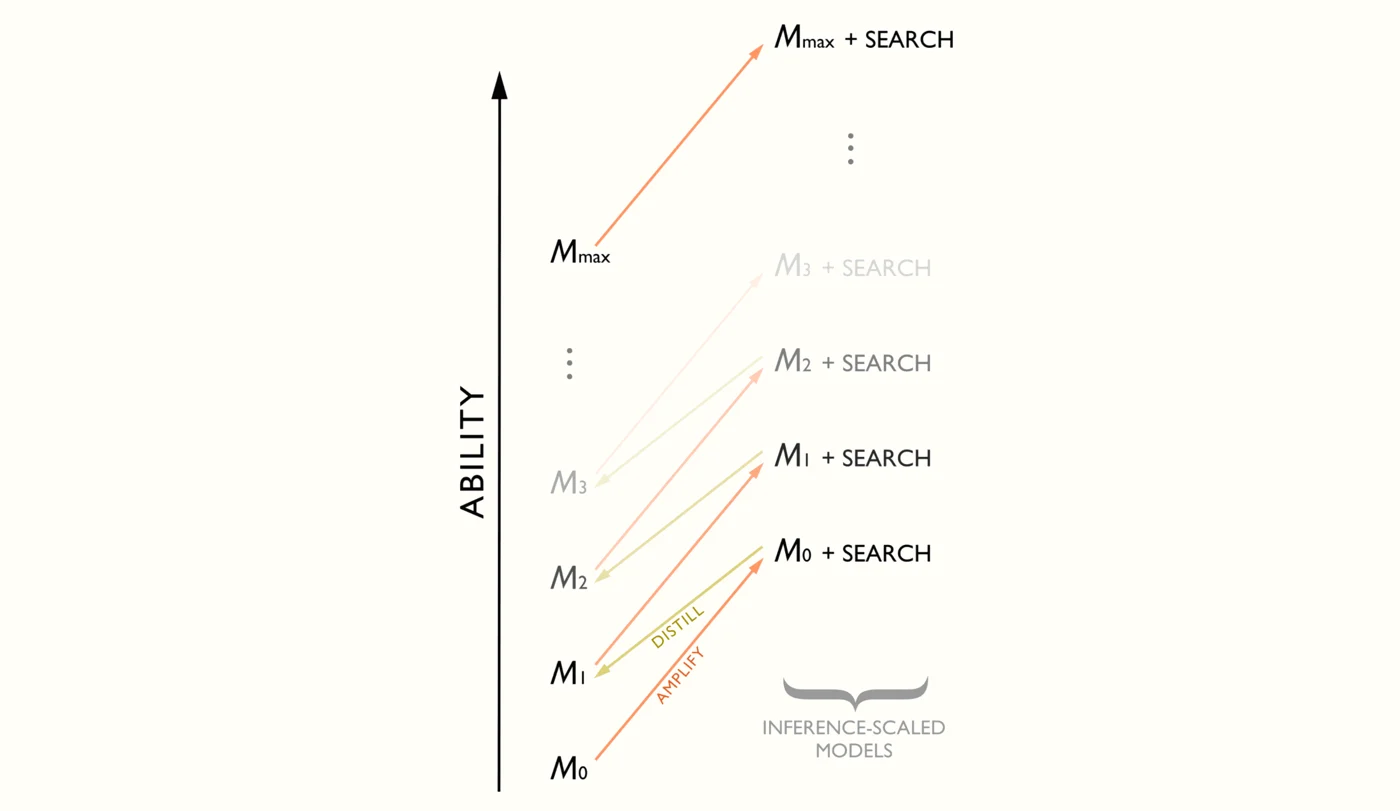 Mmax + SEARCH
Mmax
M3 + SEARCH
M2 + SEARCH
ABILITY
M3
M1 + SEARCH
M2
M0 + SEARCH
DISTILL
M1
AMPLIFY
INFERENCE-SCALED
MODELS
M0